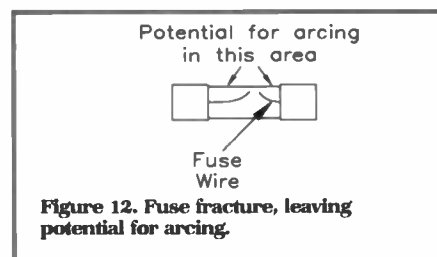 Potential for arcing
in this area
Fuse
Wire
Figure 12. Fuse fracture, leaving
potential for arcing.